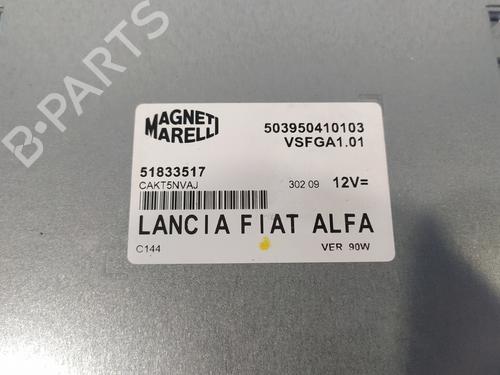 MAGNETI
MARELLI
503950410103
VSFGA1.01
51833517
CAKT5NVAJ
302 09 12V=
LANCIA FIAT ALFA
C144
VER 90W
B-PARTS